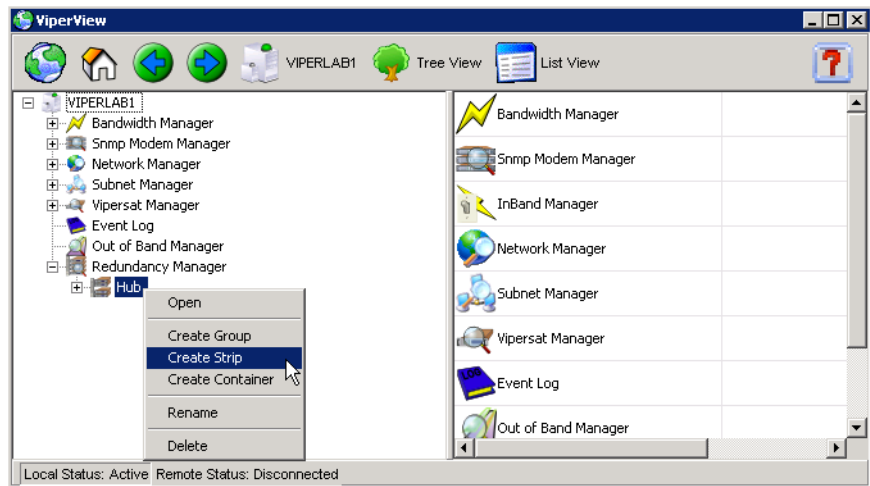 ViperView
VIPERLAB1 Tree View List View ?
VIPERLAB1
Bandwidth Manager
Snmp Modem Manager
Network Manager
Subnet Manager
Vipersat Manager
Event Log
Out of Band Manager
Redundancy Manager
Hub
Open
Create Group
Create Strip
Create Container
Rename
Delete
Bandwidth Manager
Snmp Modem Manager
InBand Manager
Network Manager
Subnet Manager
Vipersat Manager
LOG
Event Log
Out of Band Manager
Local Status: Active Remote Status: Disconnected